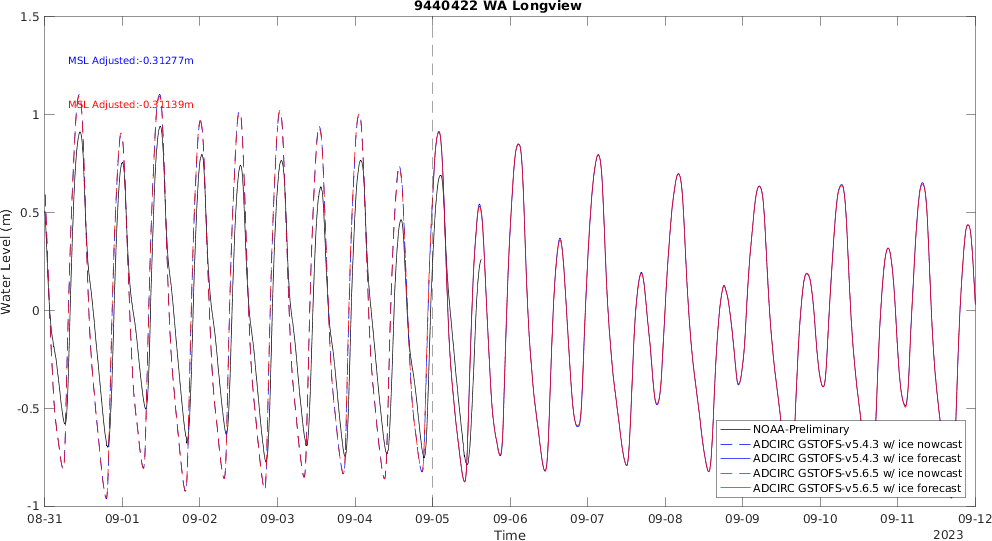 9440422 WA Longview
1.5
MSL Adjusted:-0.31277m
MSL Adjusted:-0.31139m
1
0.5
Water Level (m)
0
-0.5
-1
NOAA-Preliminary
ADCIRC GSTOFS-v5.4.3 w/ ice nowcast
ADCIRC GSTOFS-v5.4.3 w/ ice forecast
ADCIRC GSTOFS-v5.6.5 w/ ice nowcast
ADCIRC GSTOFS-v5.6.5 w/ ice forecast
08-31 09-01 09-02 09-03 09-04 09-05 09-06 09-07 09-08 09-09 09-10 09-11 09-12
Time
2023